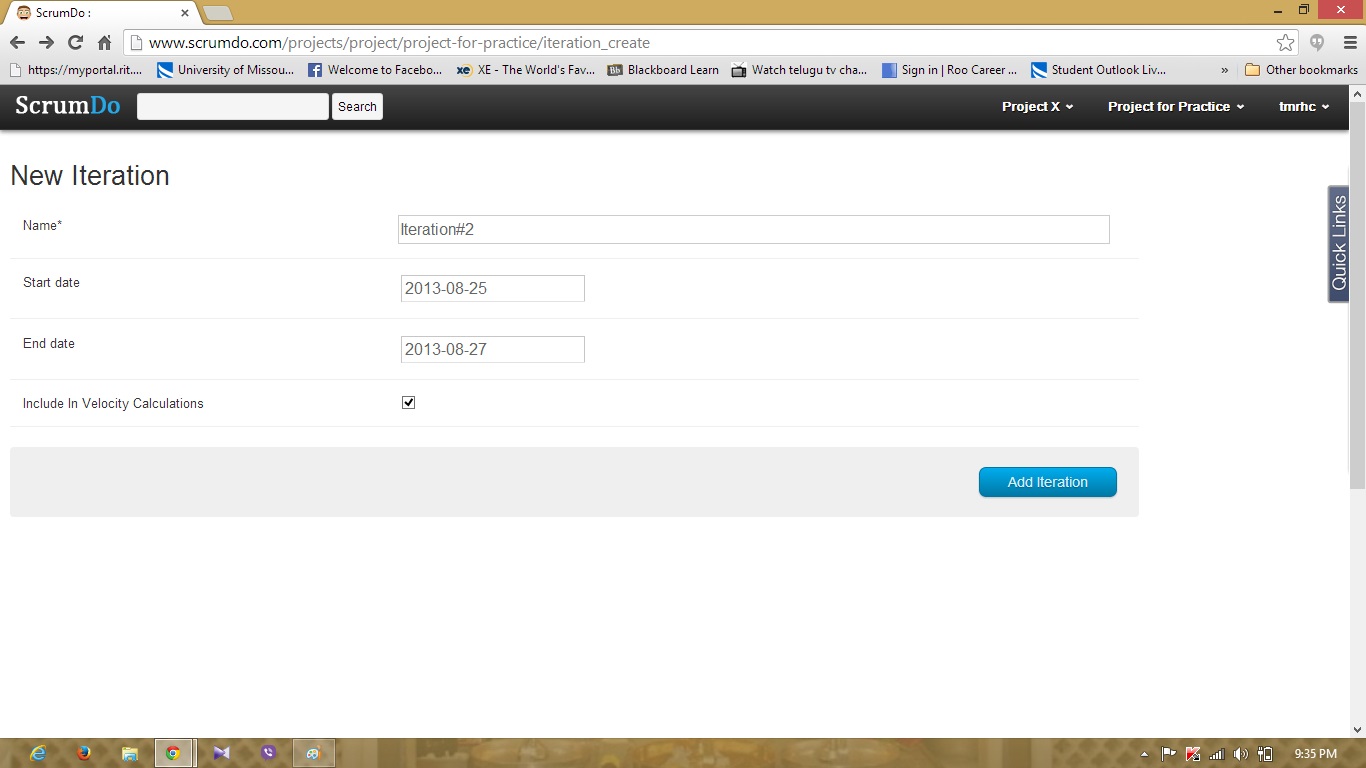 ScrumDo :
www.scrumdo.com/projects/project/project-for-practice/iteration_create
https://myportal.rit.... University of Missou... Welcome to Facebo... XE - The World's Fav... Blackboard Learn Watch telugu tv cha... Sign in | Roo Career ... Student Outlook Liv... » Other bookmarks
ScrumDo Search Project X Project for Practice tmrhc
New Iteration
Name* Iteration#2
Quick Links
Start date 2013-08-25
End date 2013-08-27
Include In Velocity Calculations
Add Iteration
9:35 PM